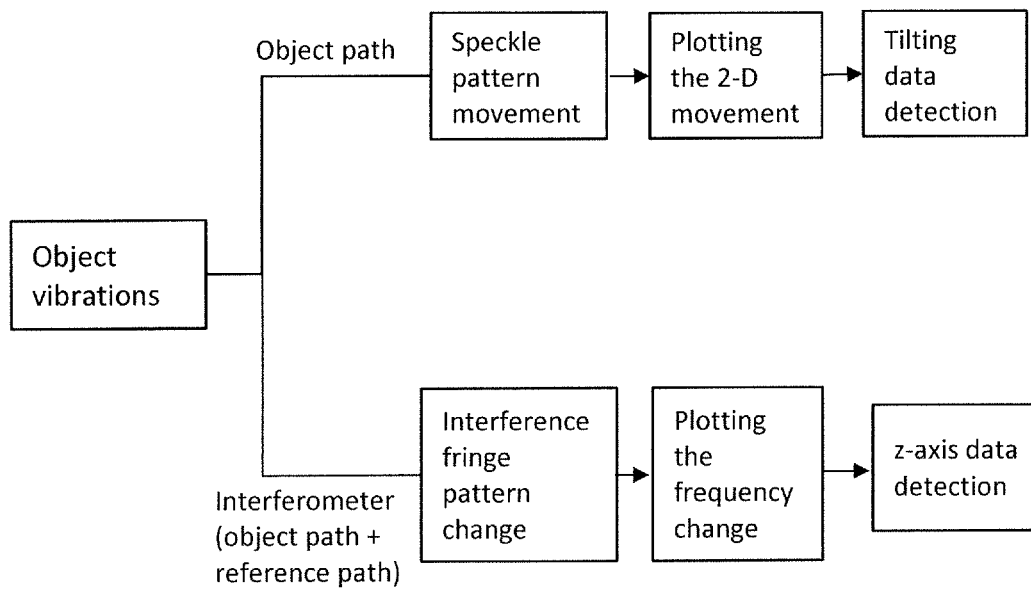 Object path
Speckle
pattern
movement
Plotting
the 2-D
movement
Tilting
data
detection
Object
vibrations
Interferometer
(object path +
reference path)
Interference
fringe
pattern
change
Plotting
the
frequency
change
z-axis data
detection